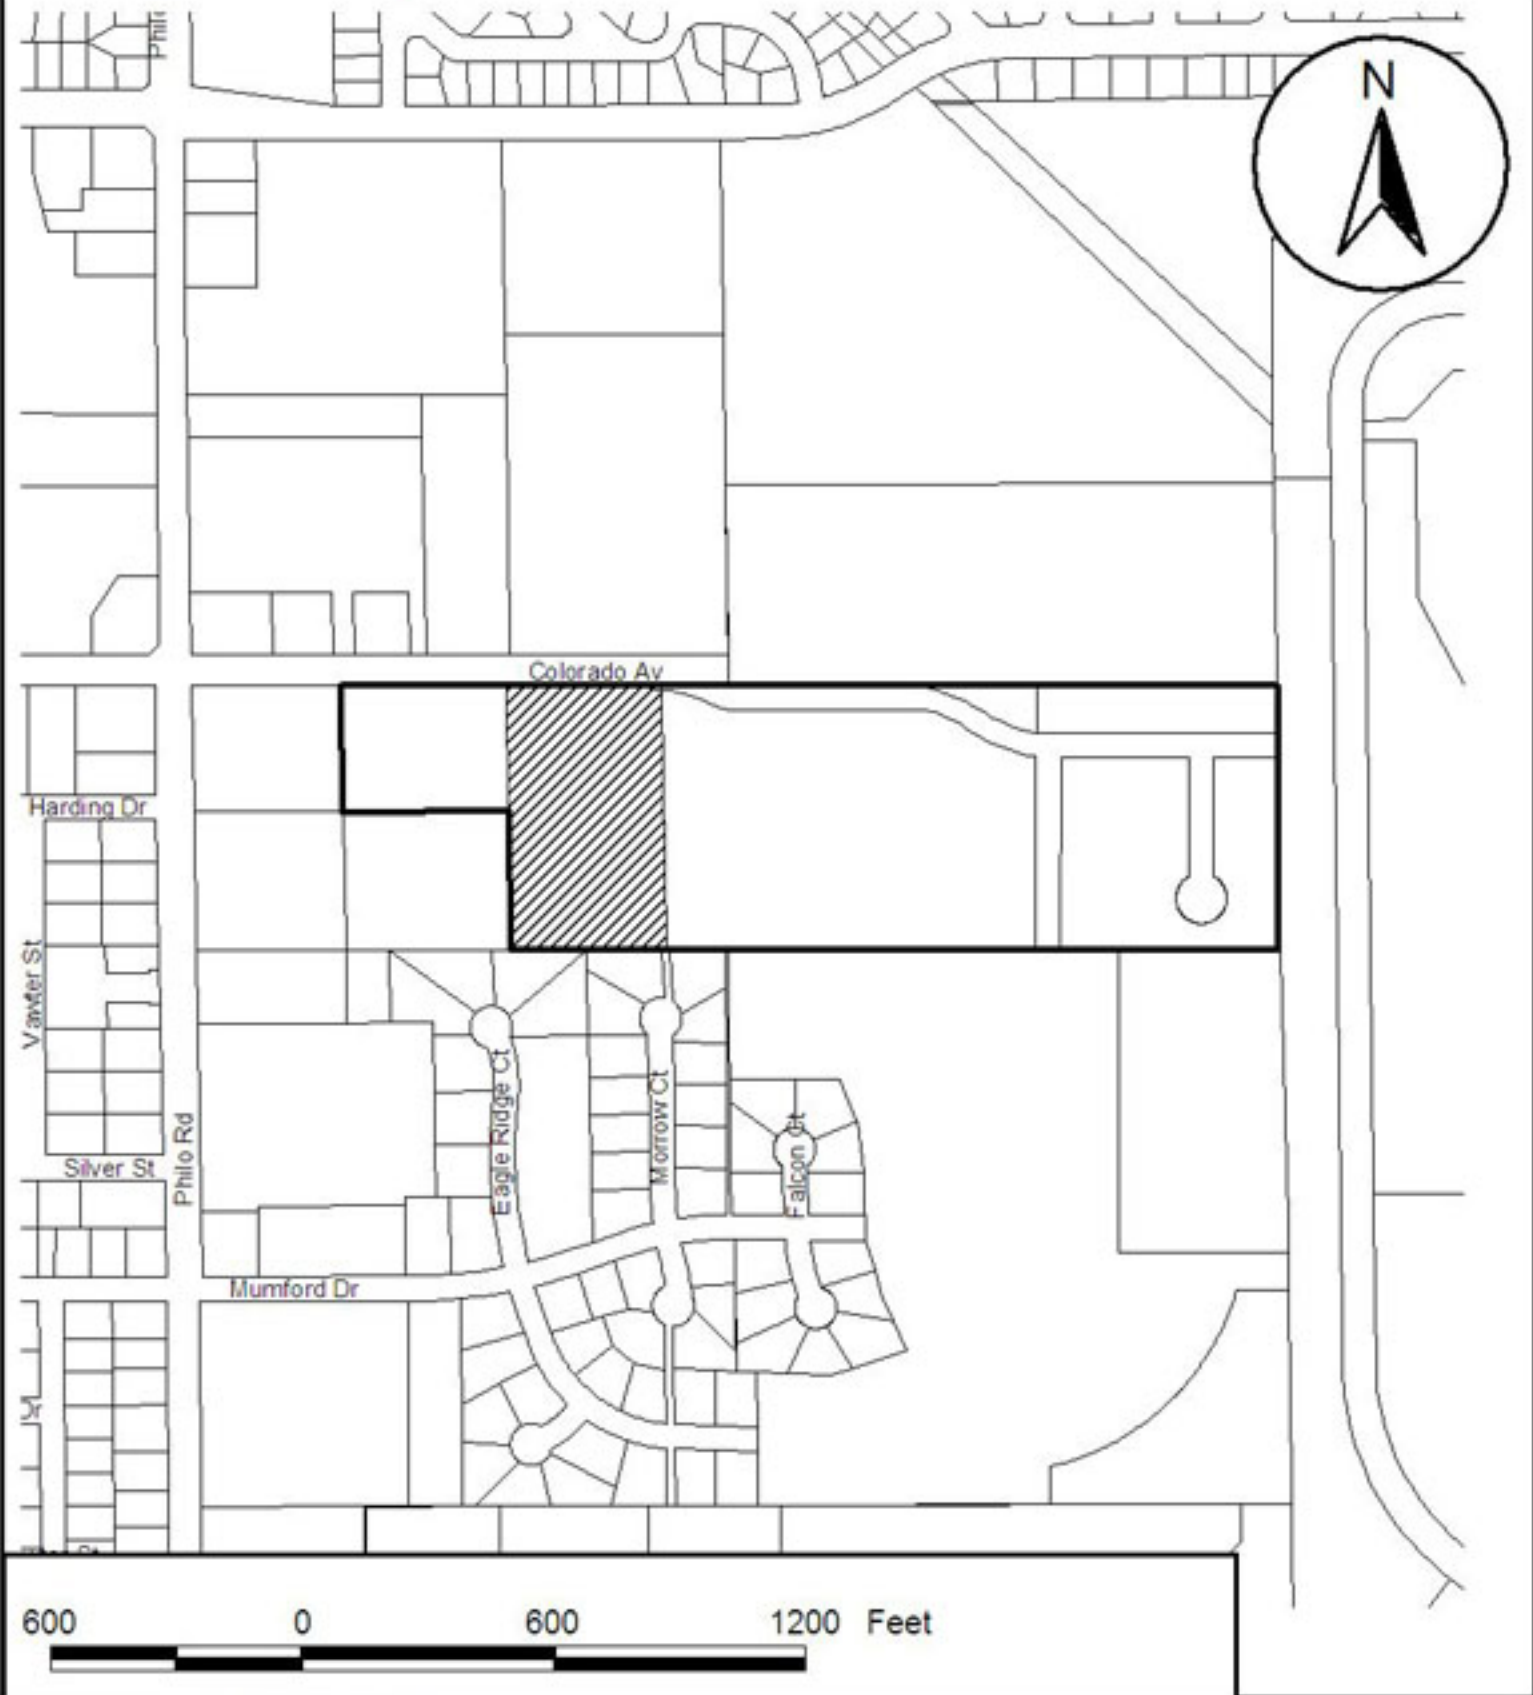 Phil
N
Colorado Av
Harding Dr
Vawter St
Eagle Ridge Ct
Morrow Ct
Falcon Ct
Philo Rd
Silver St
Mumford Dr
600 0 600 1200 Feet